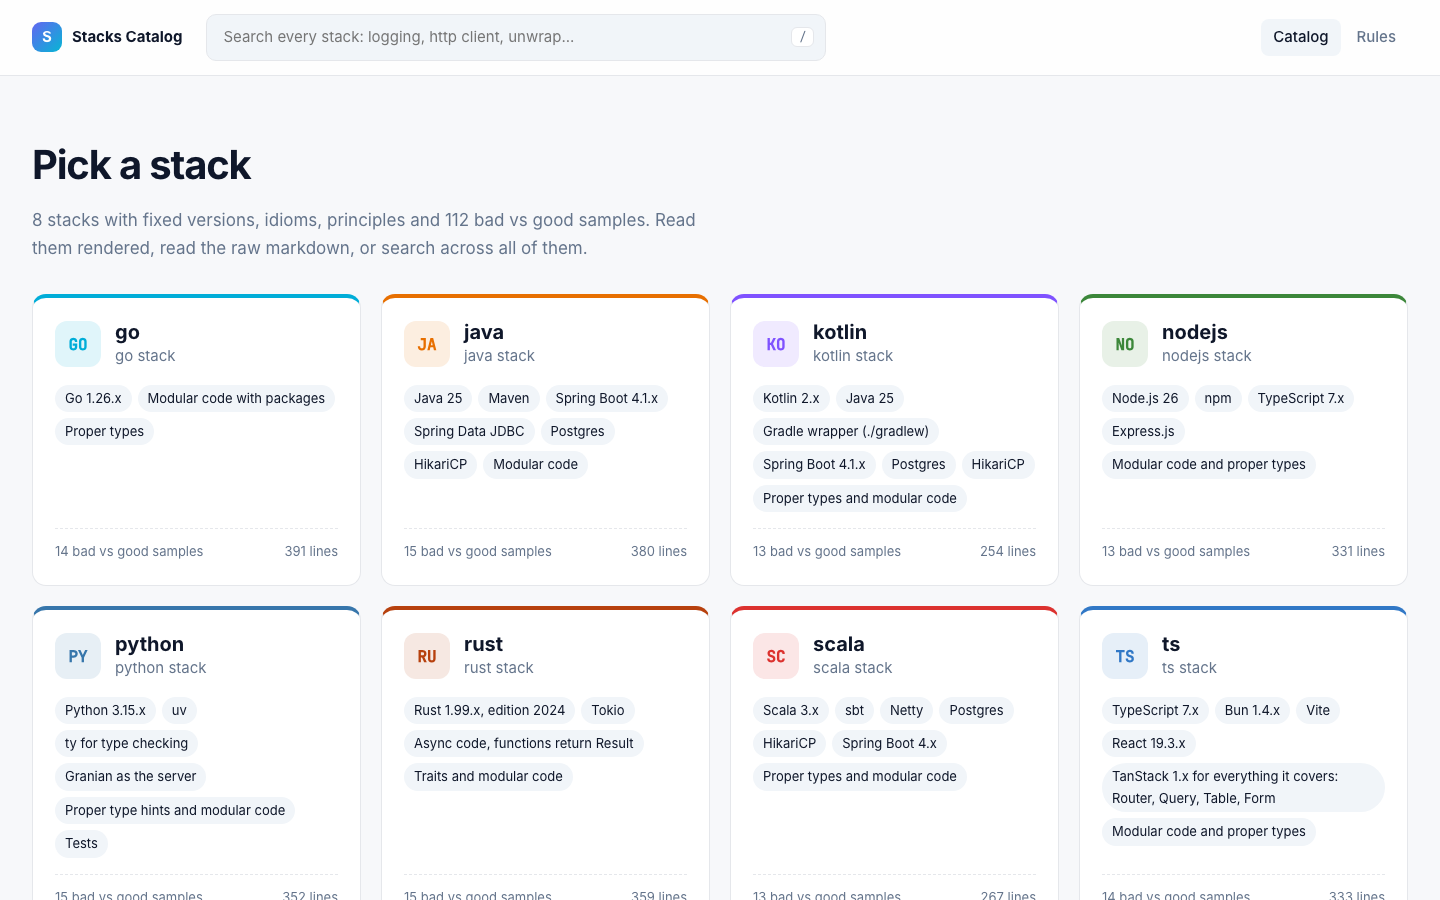 S Stacks Catalog Search every stack: logging, http client, unwrap... / Catalog Rules
Pick a stack
8 stacks with fixed versions, idioms, principles and 112 bad vs good samples. Read
them rendered, read the raw markdown, or search across all of them.
GO go
go stack
Go 1.26.x Modular code with packages
Proper types
14 bad vs good samples 391 lines
JA java
java stack
Java 25 Maven Spring Boot 4.1.x
Spring Data JDBC Postgres
HikariCP Modular code
15 bad vs good samples 380 lines
KO kotlin
kotlin stack
Kotlin 2.x Java 25
Gradle wrapper (./gradlew)
Spring Boot 4.1.x Postgres HikariCP
Proper types and modular code
13 bad vs good samples 254 lines
NO nodejs
nodejs stack
Node.js 26 npm TypeScript 7.x
Express.js
Modular code and proper types
13 bad vs good samples 331 lines
PY python
python stack
Python 3.15.x uv
ty for type checking
Granian as the server
Proper type hints and modular code
Tests
15 bad vs good samples 352 lines
RU rust
rust stack
Rust 1.99.x, edition 2024 Tokio
Async code, functions return Result
Traits and modular code
15 bad vs good samples 359 lines
SC scala
scala stack
Scala 3.x sbt Netty Postgres
HikariCP Spring Boot 4.x
Proper types and modular code
13 bad vs good samples 267 lines
TS ts
ts stack
TypeScript 7.x Bun 1.4.x Vite
React 19.3.x
TanStack 1.x for everything it covers:
Router, Query, Table, Form
Modular code and proper types
14 bad vs good samples 333 lines